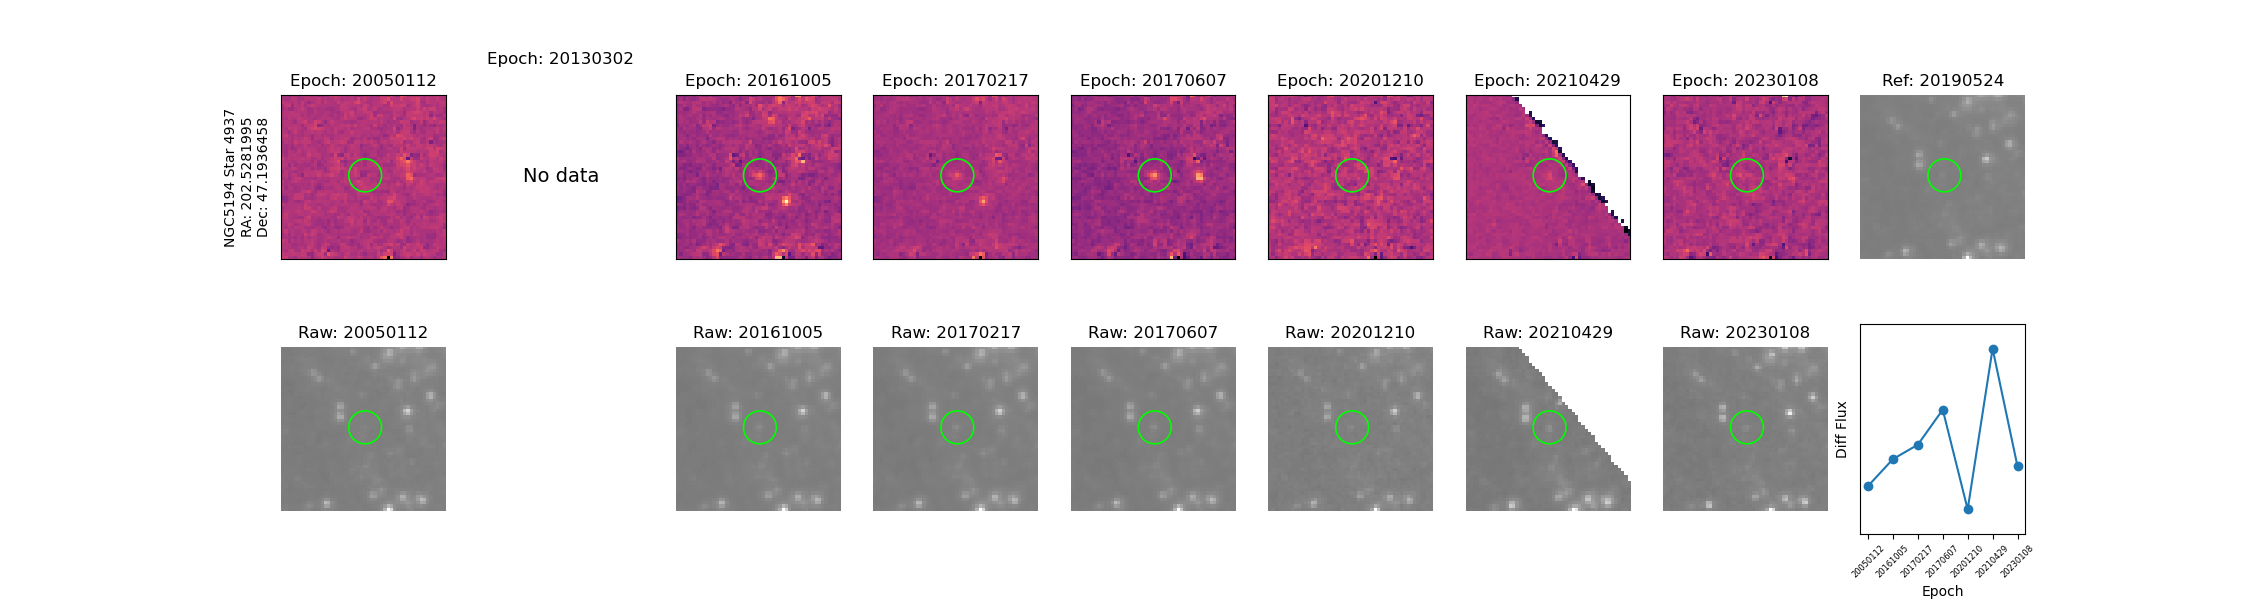 Epoch: 20130302
Epoch: 20050112
Epoch: 20161005
Epoch: 20170217
Epoch: 20170607
Epoch: 20201210
Epoch: 20210429
Epoch: 20230108
Ref: 20190524
NGC5194 Star 4937
RA: 202.5281995
Dec: 47.1936458
No data
Raw: 20050112
Raw: 20161005
Raw: 20170217
Raw: 20170607
Raw: 20201210
Raw: 20210429
Raw: 20230108
Diff Flux
20050112
20161005
20170217
20170607
20201210
20210429
20230108
Epoch